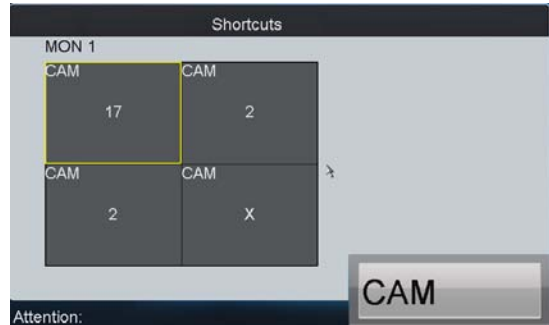 Shortcuts
MON 1
CAM CAM
17 2
CAM CAM
2 X
CAM
Attention: